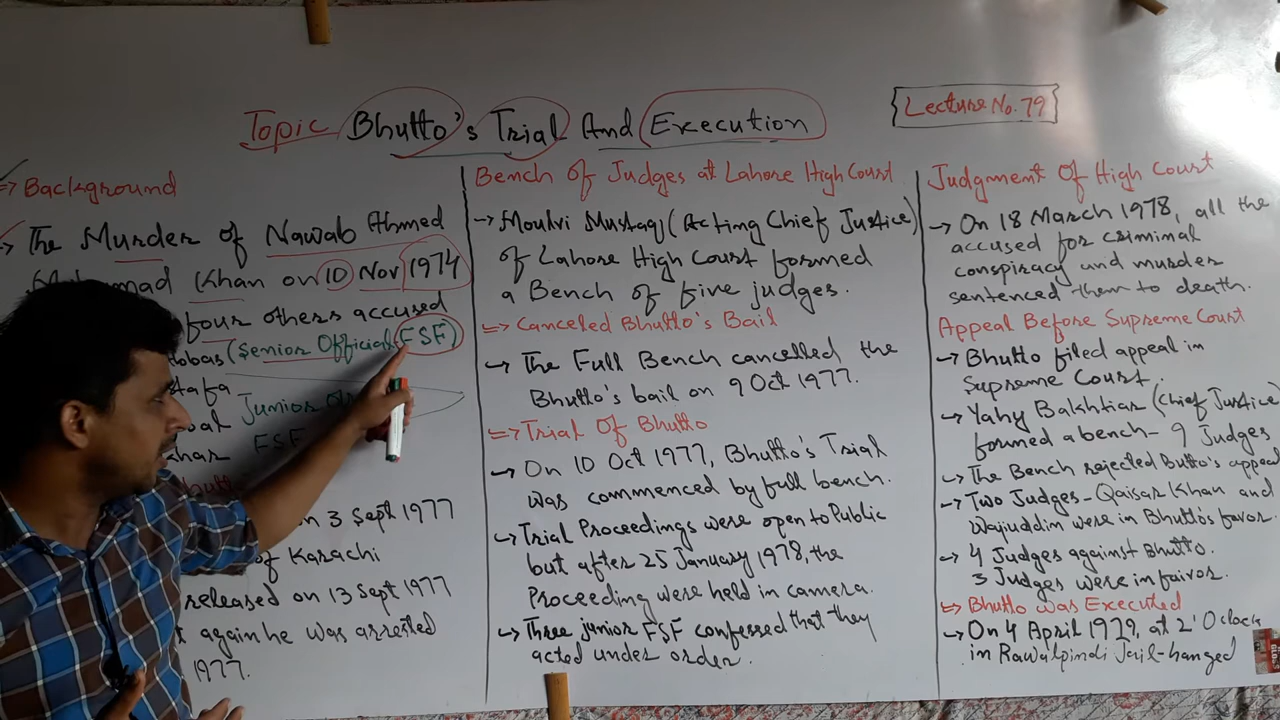 Topic Bhutto's Trial And Execution
Lecture No. 79
=> Background
→ The Murder of Nawab Ahmed
Khan on 10 Nov 1974
four others accused
(Senior Official FSF)
Junior
FSF
on 3 Sept 1977
of Karachi
released on 13 Sept 1977
again he was arrested
1977.
Bench Of Judges at Lahore High Court
→ Moulvi Mustaq (Acting Chief Justice)
of Lahore High Court formed
a Bench of five judges.
=> Canceled Bhutto's Bail
→ The Full Bench cancelled the
Bhutto's bail on 9 Oct 1977.
=> Trial Of Bhutto
→ On 10 Oct 1977, Bhutto's Trial
was commenced by full bench.
→ Trial Proceedings were open to Public
but after 25 January 1978, the
Proceeding were held in camera.
→ Three junior FSF confessed that they
acted under order.
Judgment Of High Court
→ On 18 March 1978, all the
accused for criminal
conspiracy and murder
sentenced them to death.
Appeal Before Supreme Court
→ Bhutto filed appeal in
Supreme Court.
→ Yahy Bakhtiar (Chief Justice)
formed a bench - 9 Judges
→ The Bench rejected Butto's appeal
→ Two Judges - Qaisar Khan and
Wajuddin were in Bhutto's favor.
→ 4 Judges against Bhutto.
3 Judges were in favor.
=> Bhutto was Executed
→ On 4 April 1979, at 2'Oclock
in Rawalpindi Jail-hanged